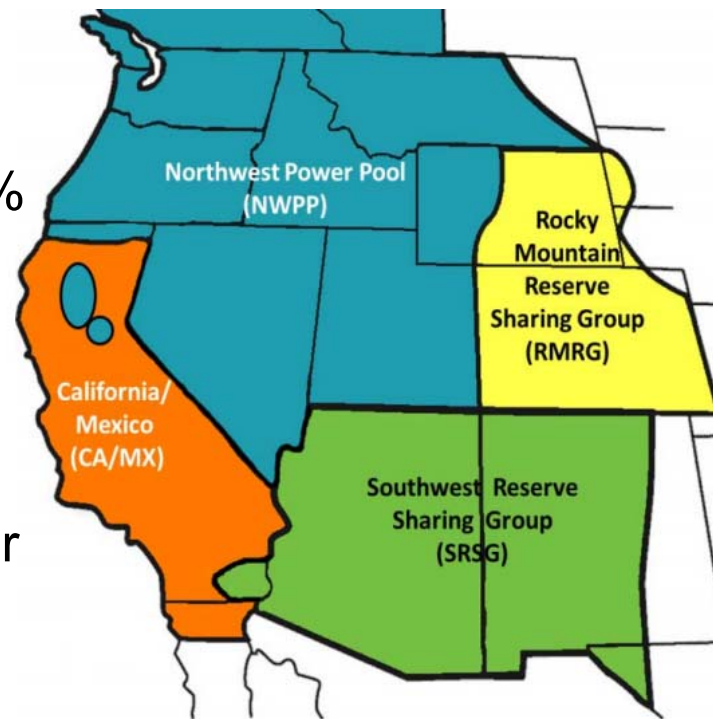 %
r
Northwest Power Pool
(NWPP)
Rocky
Mountain
Reserve
Sharing Group
(RMRG)
California/
Mexico
(CA/MX)
Southwest Reserve
Sharing Group
(SRSG)